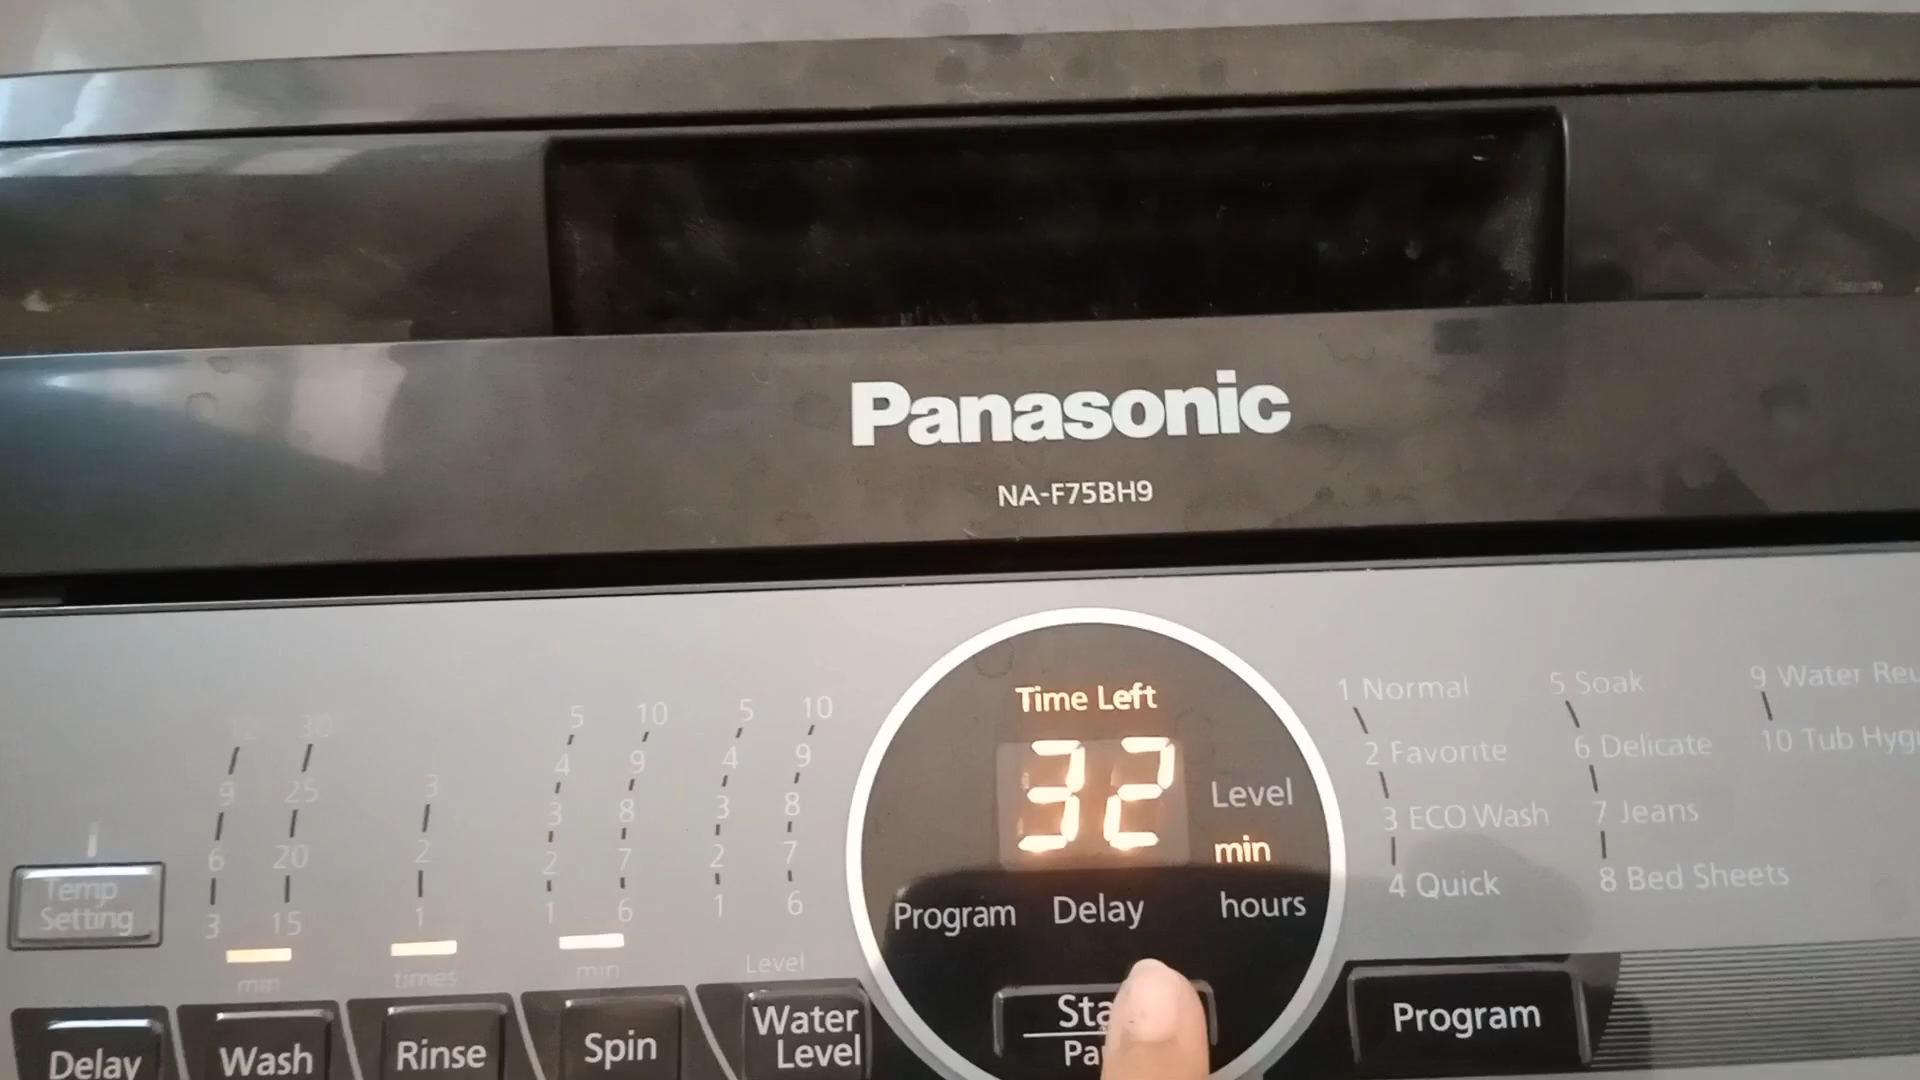 Panasonic
NA-F75BH9
Time Left
32
Level
min
hours
Program Delay
Temp
Setting
9 25
6 20
3 15
min
3
2
1
times
5 10
4 9
3 8
2 7
1 6
min
5 10
4 9
3 8
2 7
1 6
Level
1 Normal
2 Favorite
3 ECO Wash
4 Quick
5 Soak
6 Delicate
7 Jeans
8 Bed Sheets
9 Water
10 Tub
Delay
Wash
Rinse
Spin
Water
Level
Program